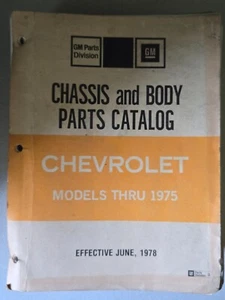 GM Parts
Division
GM
CHASSIS and BODY
PARTS CATALOG
CHEVROLET
MODELS THRU 1975
EFFECTIVE JUNE, 1978